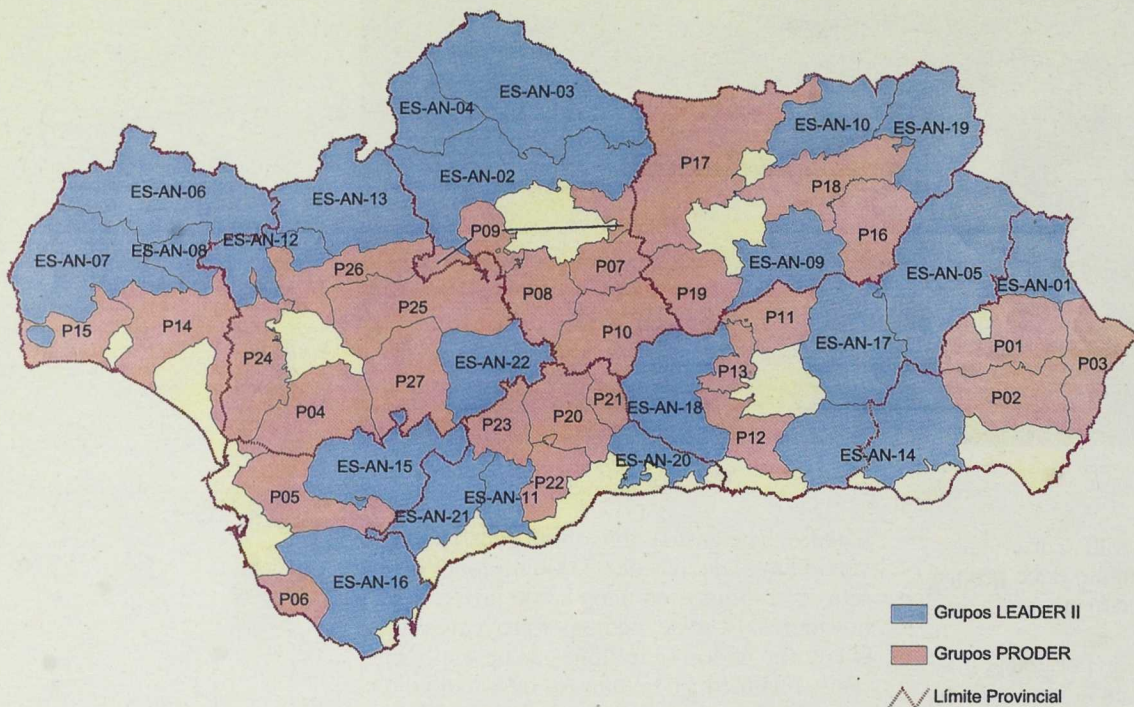 ES-AN-03
ES-AN-04
ES-AN-10
ES-AN-19
P17
ES-AN-02
P18
ES-AN-06
ES-AN-13
P09
P16
ES-AN-12
ES-AN-08
ES-AN-07
P26
P07
ES-AN-09
ES-AN-05
P08
P19
ES-AN-01
P25
P15
P14
P10
P11
P24
ES-AN-22
ES-AN-17
P01
P03
P13
P27
P04
P21
P20
P23
ES-AN-18
P02
P12
ES-AN-14
ES-AN-15
ES-AN-20
P05
P22
ES-AN-11
ES-AN-21
ES-AN-16
P06
Grupos LEADER II
Grupos PRODER
Límite Provincial